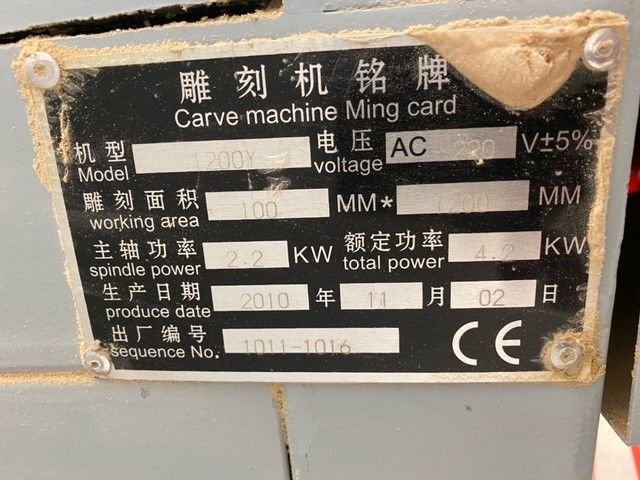 雕刻机铭牌
Carve machine Ming card
机型 1200Y 电压 AC 220 V±5%
Model voltage
雕刻面积 100 MM* 1200 MM
working area
主轴功率 2.2 KW 额定功率 4.2 KW
spindle power total power
生产日期 2010 年 11 月 02 日
produce date
出厂编号 1011-1016 CE
sequence No.